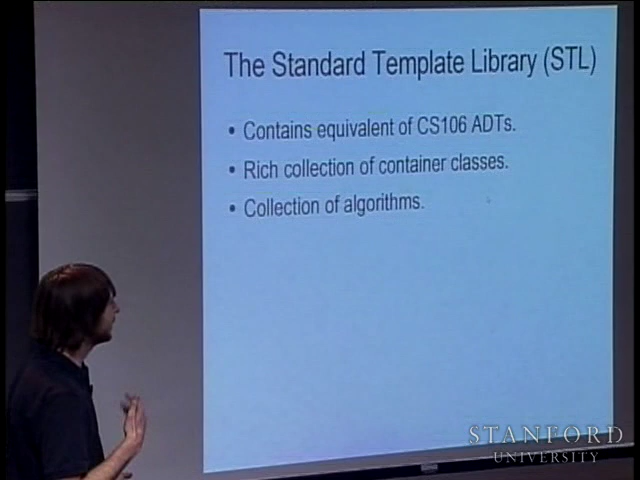 The Standard Template Library (STL)
• Contains equivalent of CS106 ADTs.
• Rich collection of container classes.
• Collection of algorithms.
STANFORD
UNIVERSITY